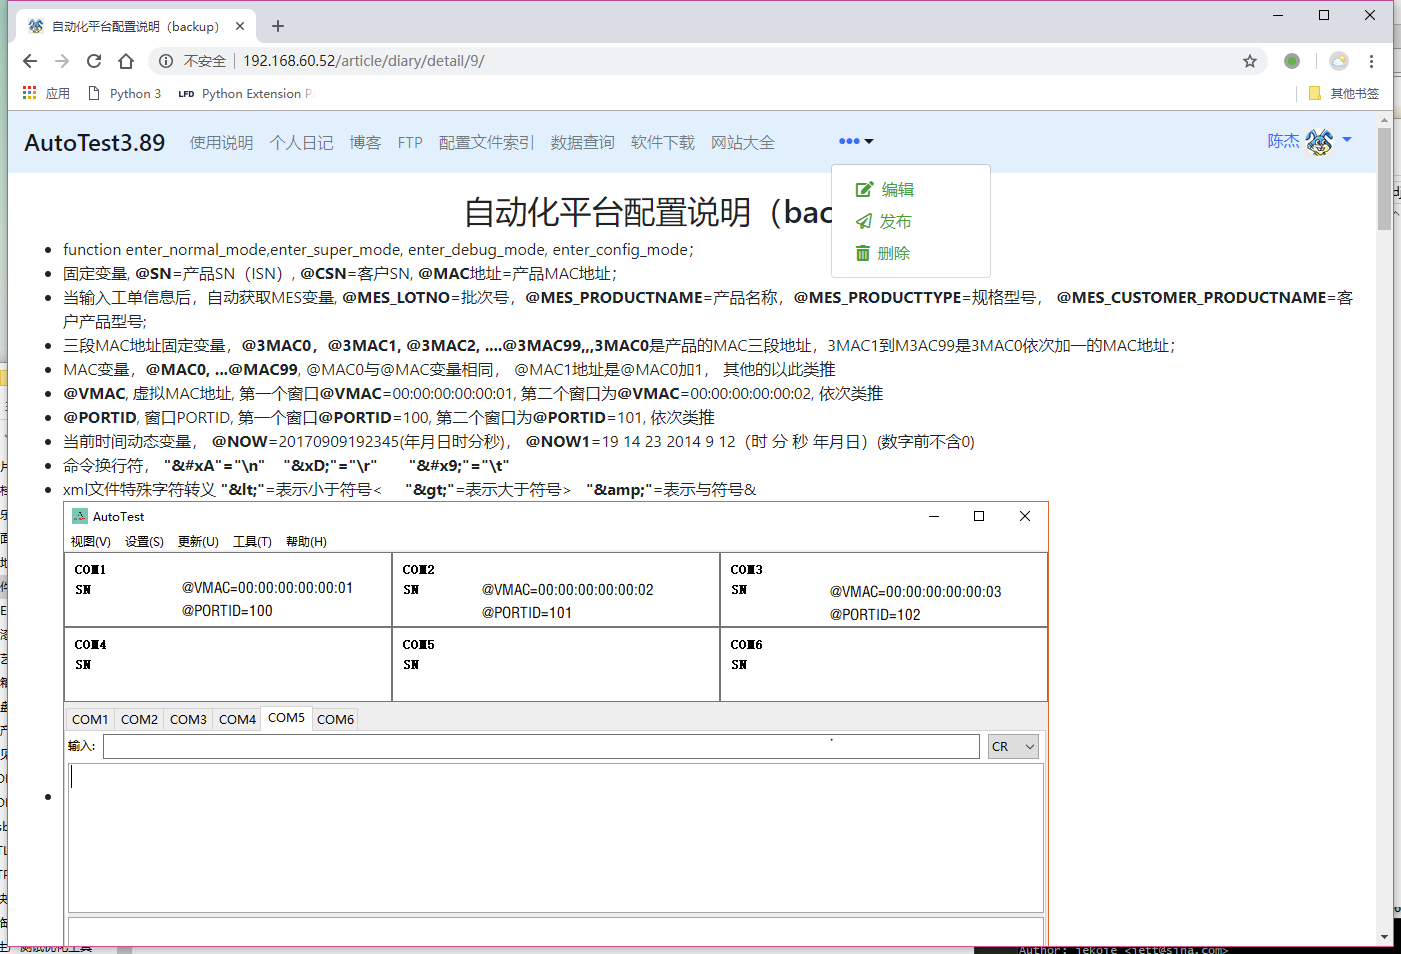 自动化平台配置说明（backup）
不安全 192.168.60.52/article/diary/detail/9/
应用 Python 3 LFD Python Extension P 其他书签
AutoTest3.89 使用说明 个人日记 博客 FTP 配置文件索引 数据查询 软件下载 网站大全 陈杰
编辑
发布
删除
自动化平台配置说明（bac
function enter_normal_mode,enter_super_mode, enter_debug_mode, enter_config_mode；
固定变量, @SN=产品SN（ISN）, @CSN=客户SN, @MAC地址=产品MAC地址；
当输入工单信息后，自动获取MES变量, @MES_LOTNO=批次号，@MES_PRODUCTNAME=产品名称，@MES_PRODUCTTYPE=规格型号， @MES_CUSTOMER_PRODUCTNAME=客
户产品型号;
三段MAC地址固定变量，@3MAC0，@3MAC1, @3MAC2, ....@3MAC99,,,3MAC0是产品的MAC三段地址，3MAC1到M3AC99是3MAC0依次加一的MAC地址；
MAC变量，@MAC0, ...@MAC99, @MAC0与@MAC变量相同， @MAC1地址是@MAC0加1， 其他的以此类推
@VMAC, 虚拟MAC地址, 第一个窗口@VMAC=00:00:00:00:00:01, 第二个窗口为@VMAC=00:00:00:00:00:02, 依次类推
@PORTID, 窗口PORTID, 第一个窗口@PORTID=100, 第二个窗口为@PORTID=101, 依次类推
当前时间动态变量， @NOW=20170909192345(年月日时分秒)， @NOW1=19 14 23 2014 9 12（时 分 秒 年月日）(数字前不含0)
命令换行符， "&#xA"="\n" "&xD;"="\r" "&#x9;"="\t"
xml文件特殊字符转义 "&lt;"=表示小于符号< "&gt;"=表示大于符号> "&amp;"=表示与符号&
AutoTest
视图(V) 设置(S) 更新(U) 工具(T) 帮助(H)
COM1
SN
@VMAC=00:00:00:00:00:01
@PORTID=100
COM2
SN
@VMAC=00:00:00:00:00:02
@PORTID=101
COM3
SN
@VMAC=00:00:00:00:00:03
@PORTID=102
COM4
SN
COM5
SN
COM6
SN
COM1 COM2 COM3 COM4 COM5 COM6
输入: CR
Author: jekoie <jett@sina.com>